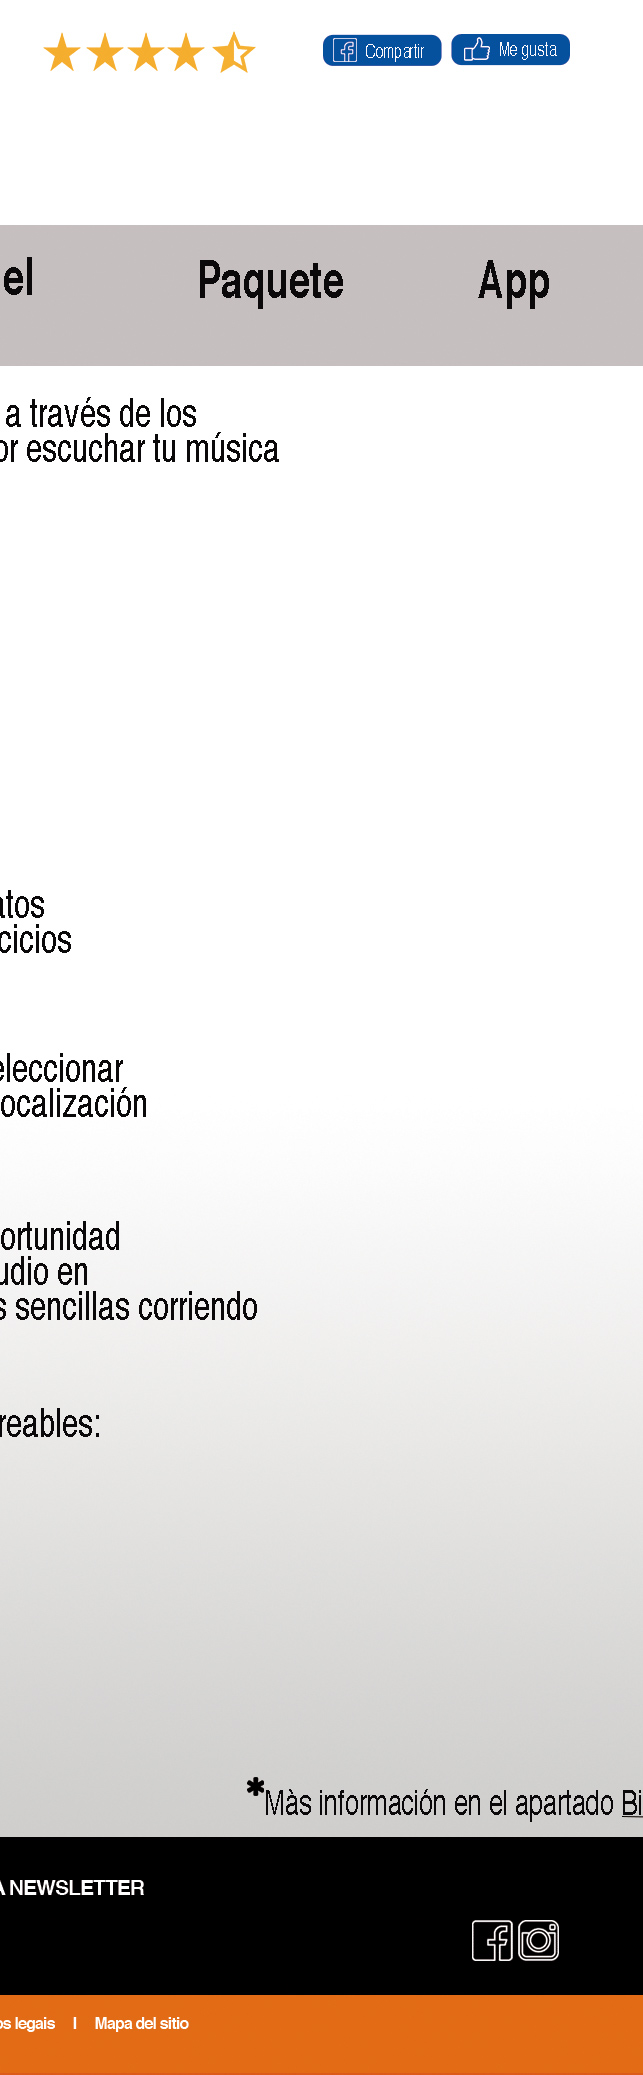 Compartir
Me gusta
el Paquete App
a través de los
or escuchar tu música
atos
cicios
eleccionar
ocalización
ortunidad
udio en
s sencillas corriendo
reables:
*Màs información en el apartado Bi
A NEWSLETTER
os legais I Mapa del sitio